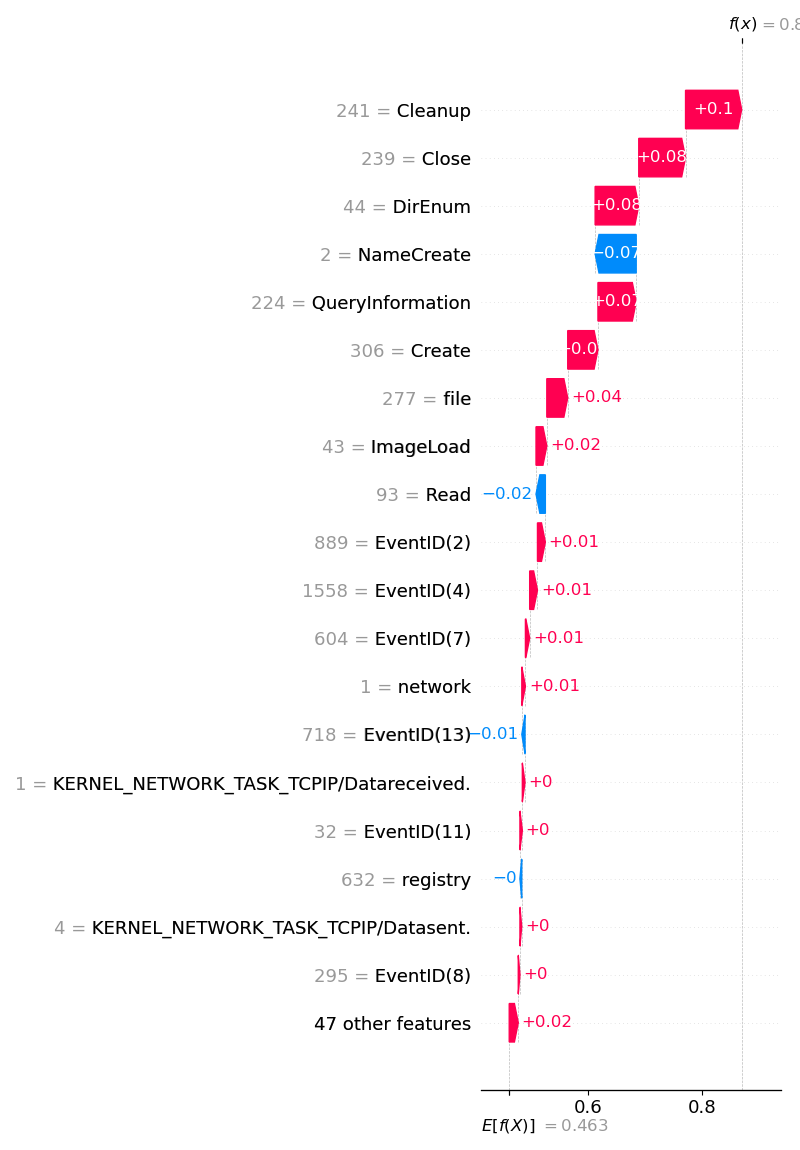 f(x) = 0.8
241 = Cleanup +0.1
239 = Close +0.08
44 = DirEnum +0.08
2 = NameCreate −0.07
224 = QueryInformation +0.07
306 = Create +0.0
277 = file +0.04
43 = ImageLoad +0.02
93 = Read −0.02
889 = EventID(2) +0.01
1558 = EventID(4) +0.01
604 = EventID(7) +0.01
1 = network +0.01
718 = EventID(13) −0.01
1 = KERNEL_NETWORK_TASK_TCPIP/Datareceived. +0
32 = EventID(11) +0
632 = registry −0
4 = KERNEL_NETWORK_TASK_TCPIP/Datasent. +0
295 = EventID(8) +0
47 other features +0.02
0.6 0.8
E[f(X)] = 0.463